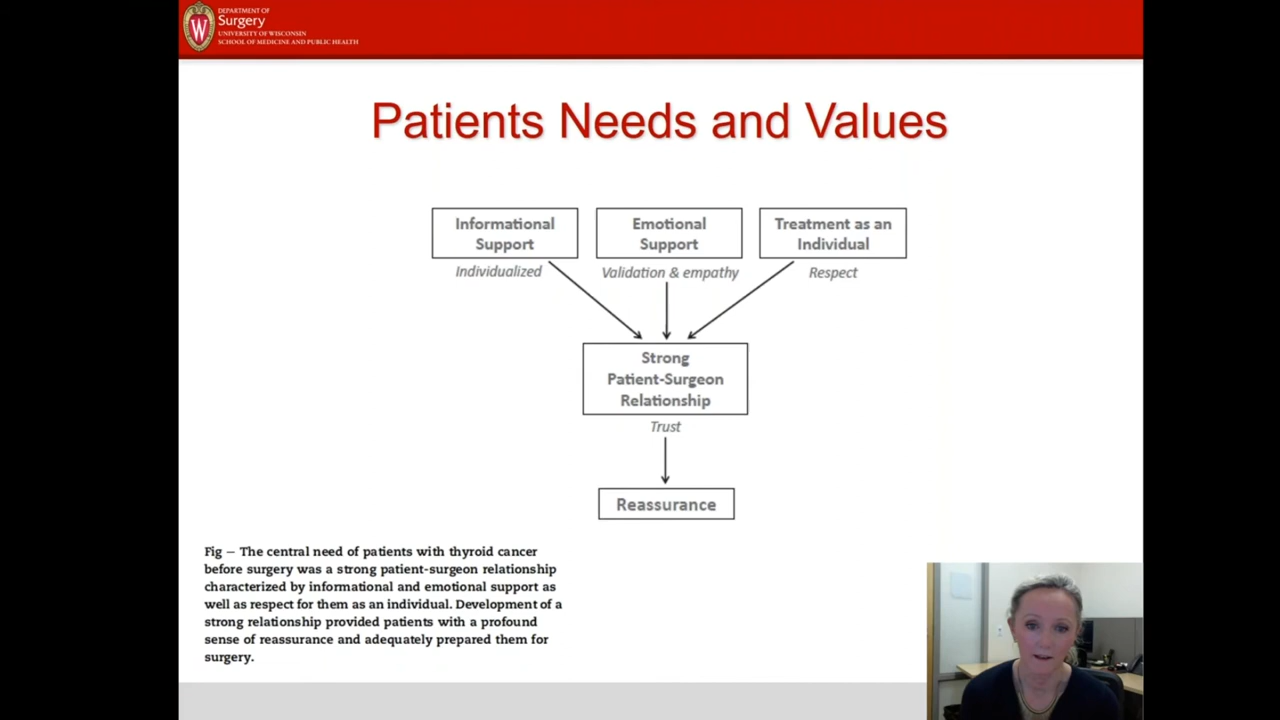 DEPARTMENT OF
Surgery
UNIVERSITY OF WISCONSIN
SCHOOL OF MEDICINE AND PUBLIC HEALTH
W
Patients Needs and Values
Informational
Support
Individualized
Emotional
Support
Validation & empathy
Treatment as an
Individual
Respect
Strong
Patient-Surgeon
Relationship
Trust
Reassurance
Fig – The central need of patients with thyroid cancer
before surgery was a strong patient-surgeon relationship
characterized by informational and emotional support as
well as respect for them as an individual. Development of a
strong relationship provided patients with a profound
sense of reassurance and adequately prepared them for
surgery.